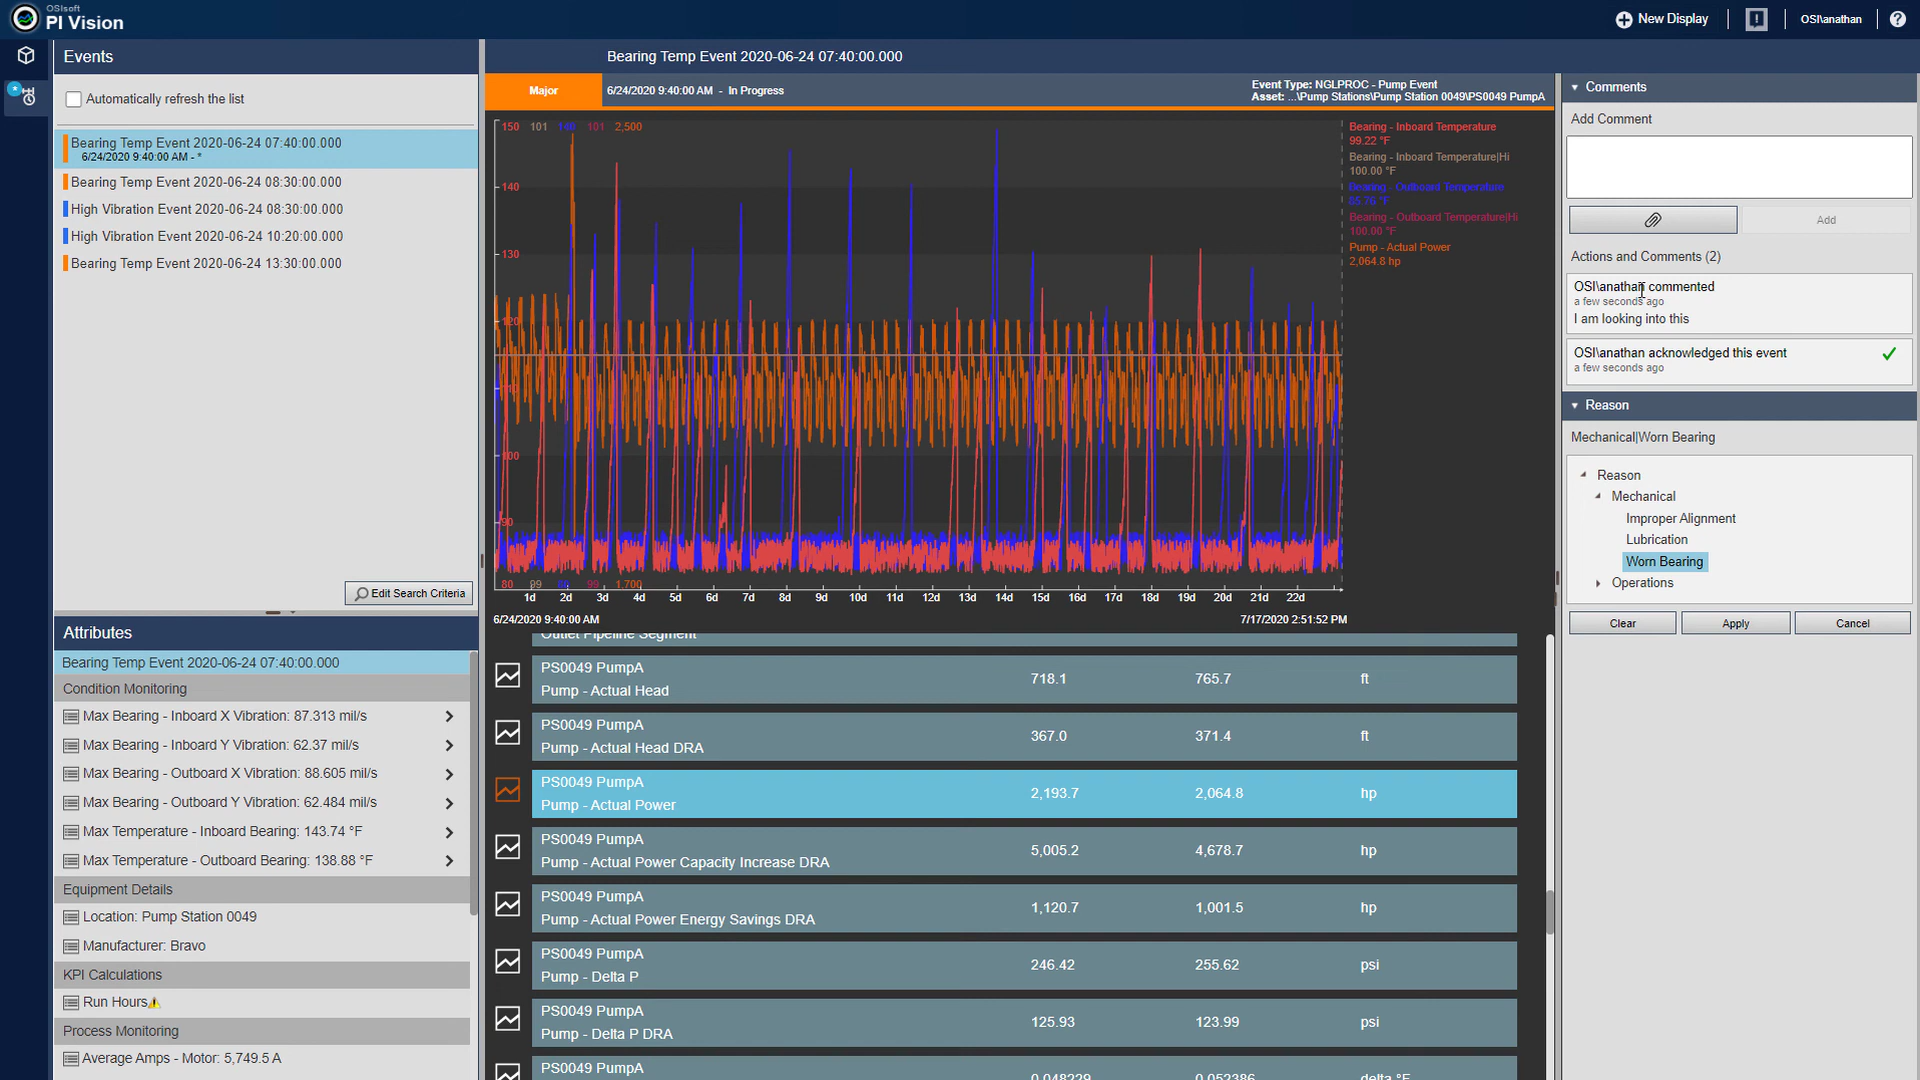 OSIsoft
PI Vision
New Display
OSI\anathan
Events
Automatically refresh the list
Bearing Temp Event 2020-06-24 07:40:00.000
6/24/2020 9:40:00 AM - *
Bearing Temp Event 2020-06-24 08:30:00.000
High Vibration Event 2020-06-24 08:30:00.000
High Vibration Event 2020-06-24 10:20:00.000
Bearing Temp Event 2020-06-24 13:30:00.000
Edit Search Criteria
Attributes
Bearing Temp Event 2020-06-24 07:40:00.000
Condition Monitoring
Max Bearing - Inboard X Vibration: 87.313 mil/s
Max Bearing - Inboard Y Vibration: 62.37 mil/s
Max Bearing - Outboard X Vibration: 88.605 mil/s
Max Bearing - Outboard Y Vibration: 62.484 mil/s
Max Temperature - Inboard Bearing: 143.74 °F
Max Temperature - Outboard Bearing: 138.88 °F
Equipment Details
Location: Pump Station 0049
Manufacturer: Bravo
KPI Calculations
Run Hours
Process Monitoring
Average Amps - Motor: 5,749.5 A
Bearing Temp Event 2020-06-24 07:40:00.000
Major
6/24/2020 9:40:00 AM - In Progress
Event Type: NGLPROC - Pump Event
Asset: ...\Pump Stations\Pump Station 0049\PS0049 PumpA
150 101 101 2,500
140
130
120
110
100
90
80 99 99 1,700
1d 2d 3d 4d 5d 6d 7d 8d 9d 10d 11d 12d 13d 14d 15d 16d 17d 18d 19d 20d 21d 22d
6/24/2020 9:40:00 AM 7/17/2020 2:51:52 PM
Bearing - Inboard Temperature
99.22 °F
Bearing - Inboard Temperature|Hi
100.00 °F
Bearing - Outboard Temperature
85.76 °F
Bearing - Outboard Temperature|Hi
100.00 °F
Pump - Actual Power
2,064.8 hp
Outlet Pipeline Segment
PS0049 PumpA
Pump - Actual Head
718.1 765.7 ft
PS0049 PumpA
Pump - Actual Head DRA
367.0 371.4 ft
PS0049 PumpA
Pump - Actual Power
2,193.7 2,064.8 hp
PS0049 PumpA
Pump - Actual Power Capacity Increase DRA
5,005.2 4,678.7 hp
PS0049 PumpA
Pump - Actual Power Energy Savings DRA
1,120.7 1,001.5 hp
PS0049 PumpA
Pump - Delta P
246.42 255.62 psi
PS0049 PumpA
Pump - Delta P DRA
125.93 123.99 psi
PS0049 PumpA
0.048229 0.052386 delta °F
Comments
Add Comment
Add
Actions and Comments (2)
OSI\anathan commented
a few seconds ago
I am looking into this
OSI\anathan acknowledged this event
a few seconds ago
Reason
Mechanical|Worn Bearing
Reason
Mechanical
Improper Alignment
Lubrication
Worn Bearing
Operations
Clear
Apply
Cancel